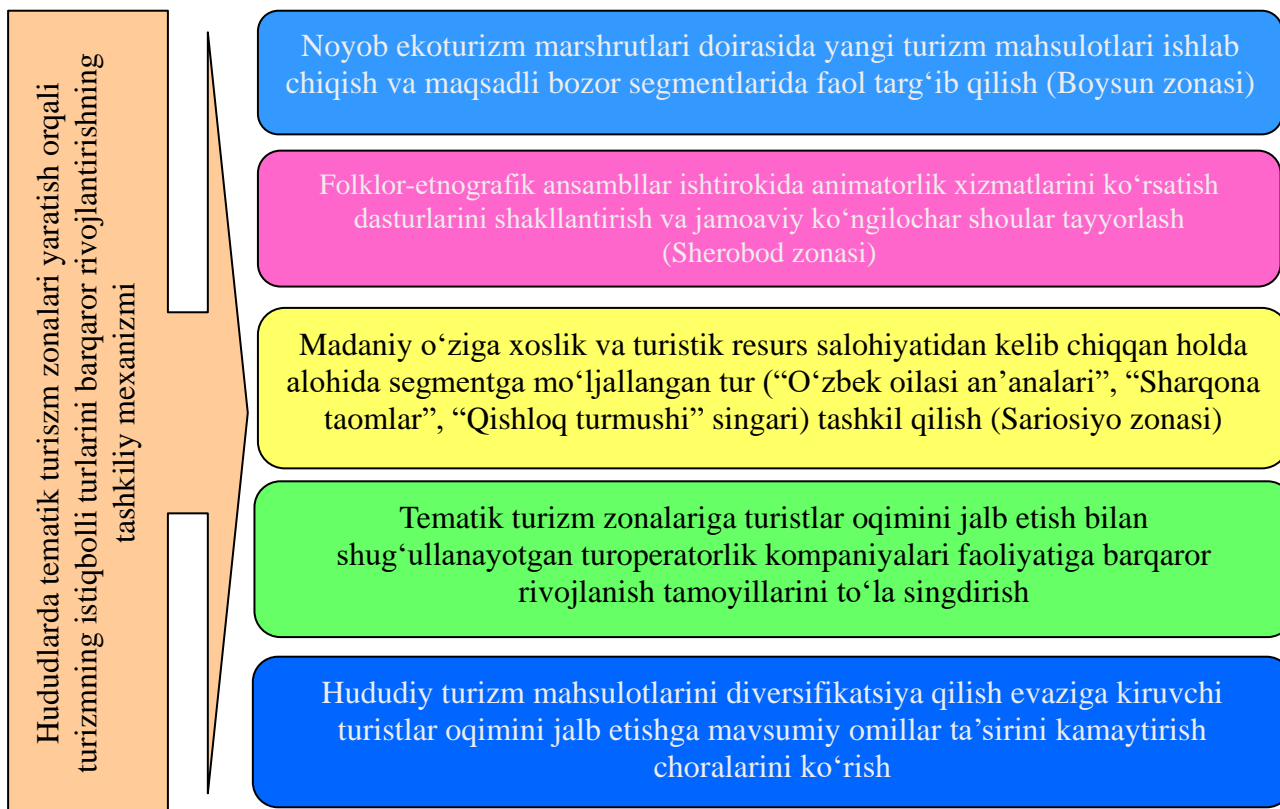 Hududlarda tematik turiszm zonalari yaratish orqali
turizmning istiqbolli turlarini barqaror rivojlantirishning
tashkiliy mexanizmi
Noyob ekoturizm marshrutlari doirasida yangi turizm mahsulotlari ishlab
chiqish va maqsadli bozor segmentlarida faol targ‘ib qilish (Boysun zonasi)
Folklor-etnografik ansambllar ishtirokida animatorlik xizmatlarini ko‘rsatish
dasturlarini shakllantirish va jamoaviy ko‘ngilochar shoular tayyorlash
(Sherobod zonasi)
Madaniy o‘ziga xoslik va turistik resurs salohiyatidan kelib chiqqan holda
alohida segmentga mo‘ljallangan tur (“O‘zbek oilasi an’analari”, “Sharqona
taomlar”, “Qishloq turmushi” singari) tashkil qilish (Sariosiyo zonasi)
Tematik turizm zonalariga turistlar oqimini jalb etish bilan
shug‘ullanayotgan turoperatorlik kompaniyalari faoliyatiga barqaror
rivojlanish tamoyillarini to‘la singdirish
Hududiy turizm mahsulotlarini diversifikatsiya qilish evaziga kiruvchi
turistlar oqimini jalb etishga mavsumiy omillar ta’sirini kamaytirish
choralarini ko‘rish